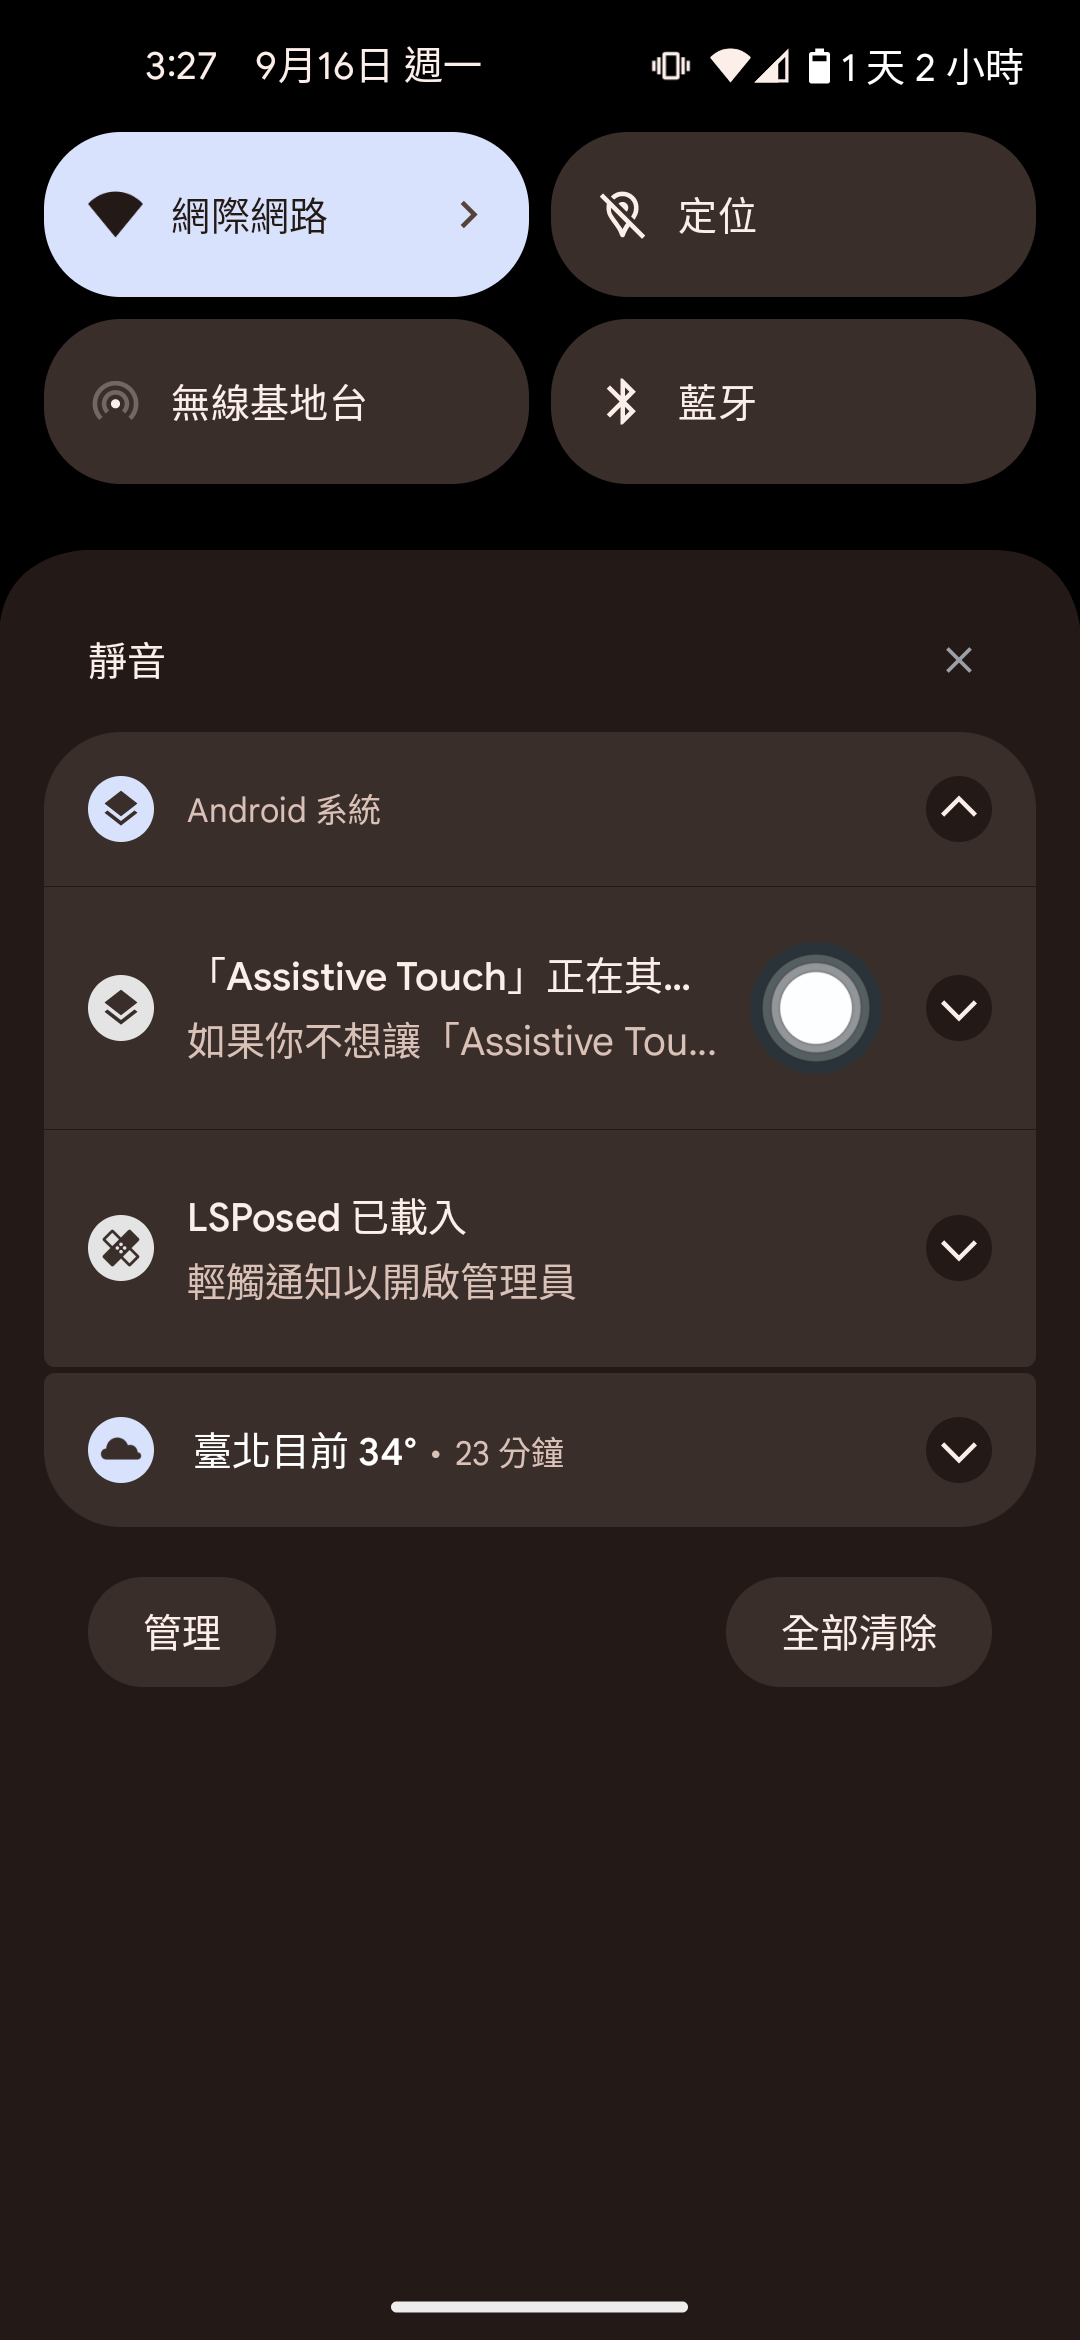 3:27 9月16日 週一 1 天 2 小時
網際網路
定位
無線基地台
藍牙
靜音
Android 系統
「Assistive Touch」正在其...
如果你不想讓「Assistive Tou...
LSPosed 已載入
輕觸通知以開啟管理員
臺北目前 34° • 23 分鐘
管理
全部清除